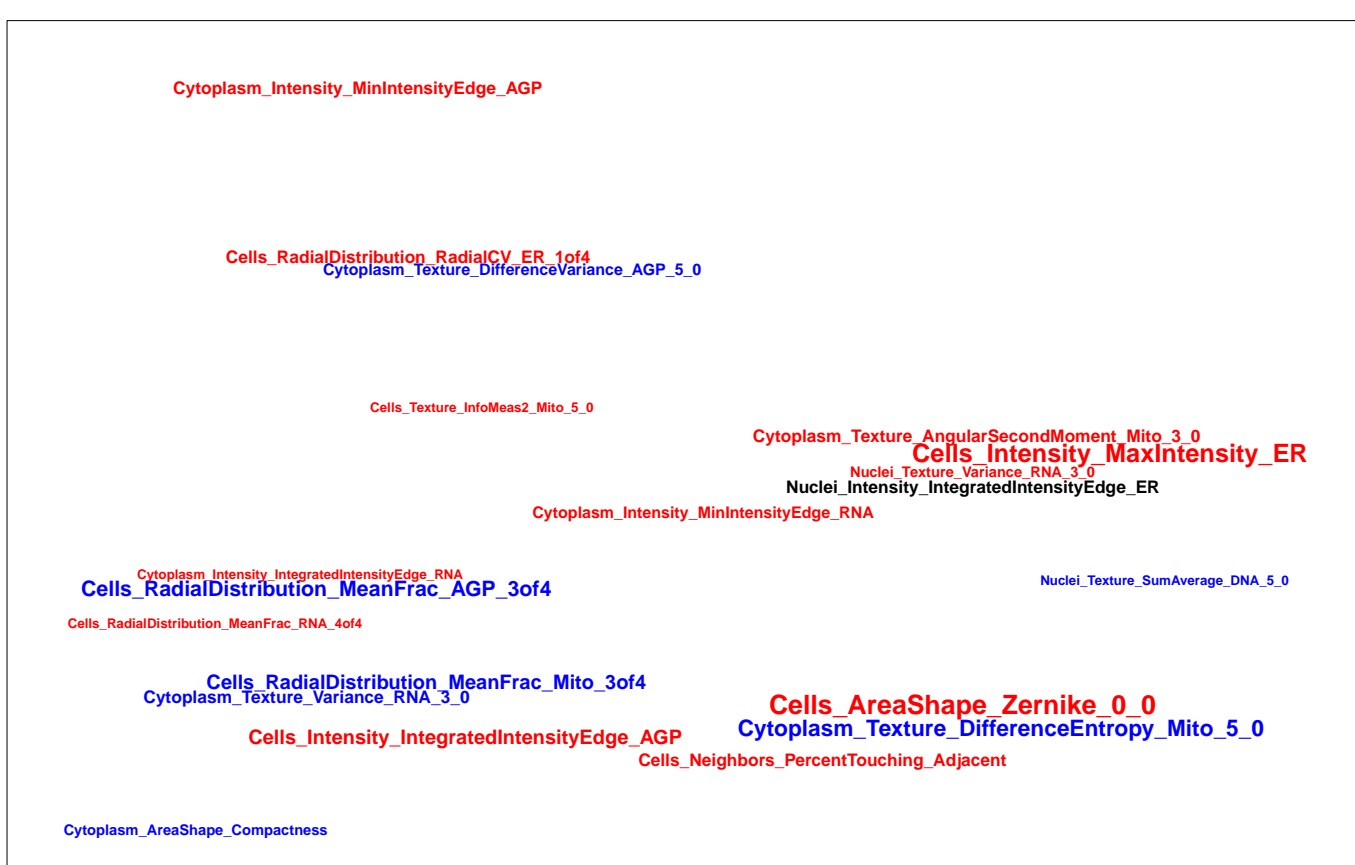 Cytoplasm_Intensity_MinIntensityEdge_AGP
Cells_RadialDistribution_RadialCV_ER_1of4
Cytoplasm_Texture_DifferenceVariance_AGP_5_0
Cells_Texture_InfoMeas2_Mito_5_0
Cytoplasm_Texture_AngularSecondMoment_Mito_3_0
Cells_Intensity_MaxIntensity_ER
Nuclei_Texture_Variance_RNA_3_0
Nuclei_Intensity_IntegratedIntensityEdge_ER
Cytoplasm_Intensity_MinIntensityEdge_RNA
Cytoplasm_Intensity_IntegratedIntensityEdge_RNA
Nuclei_Texture_SumAverage_DNA_5_0
Cells_RadialDistribution_MeanFrac_AGP_3of4
Cells_RadialDistribution_MeanFrac_RNA_4of4
Cells_RadialDistribution_MeanFrac_Mito_3of4
Cytoplasm_Texture_Variance_RNA_3_0
Cells_AreaShape_Zernike_0_0
Cytoplasm_Texture_DifferenceEntropy_Mito_5_0
Cells_Intensity_IntegratedIntensityEdge_AGP
Cells_Neighbors_PercentTouching_Adjacent
Cytoplasm_AreaShape_Compactness